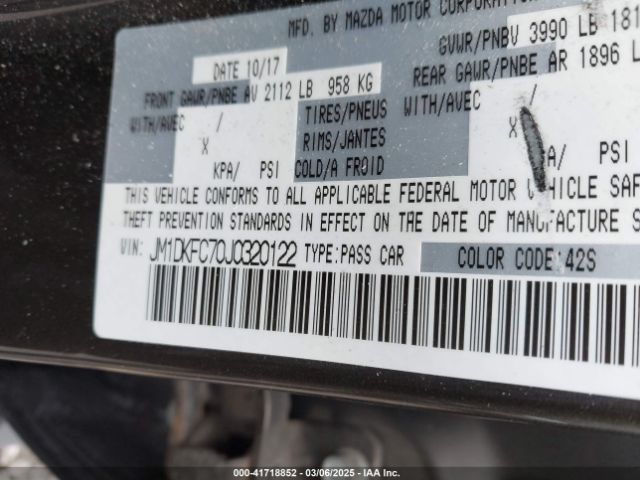 MFD. BY MAZDA MOTOR CORPORATION
DATE 10/17
GVWR/PNBV 3990 LB 181
FRONT GAWR/PNBE AV 2112 LB 958 KG
REAR GAWR/PNBE AR 1896 L
WITH/AVEC / TIRES/PNEUS WITH/AVEC /
X RIMS/JANTES X
KPA/ PSI COLD/A FROID A/ PSI
THIS VEHICLE CONFORMS TO ALL APPLICABLE FEDERAL MOTOR VEHICLE SAF
THEFT PREVENTION STANDARDS IN EFFECT ON THE DATE OF MANUFACTURE S
VIN: JM1DKFC70J0320122 TYPE:PASS CAR COLOR CODE:42S
000-41718852 | 03/06/2025 — IAA Inc.